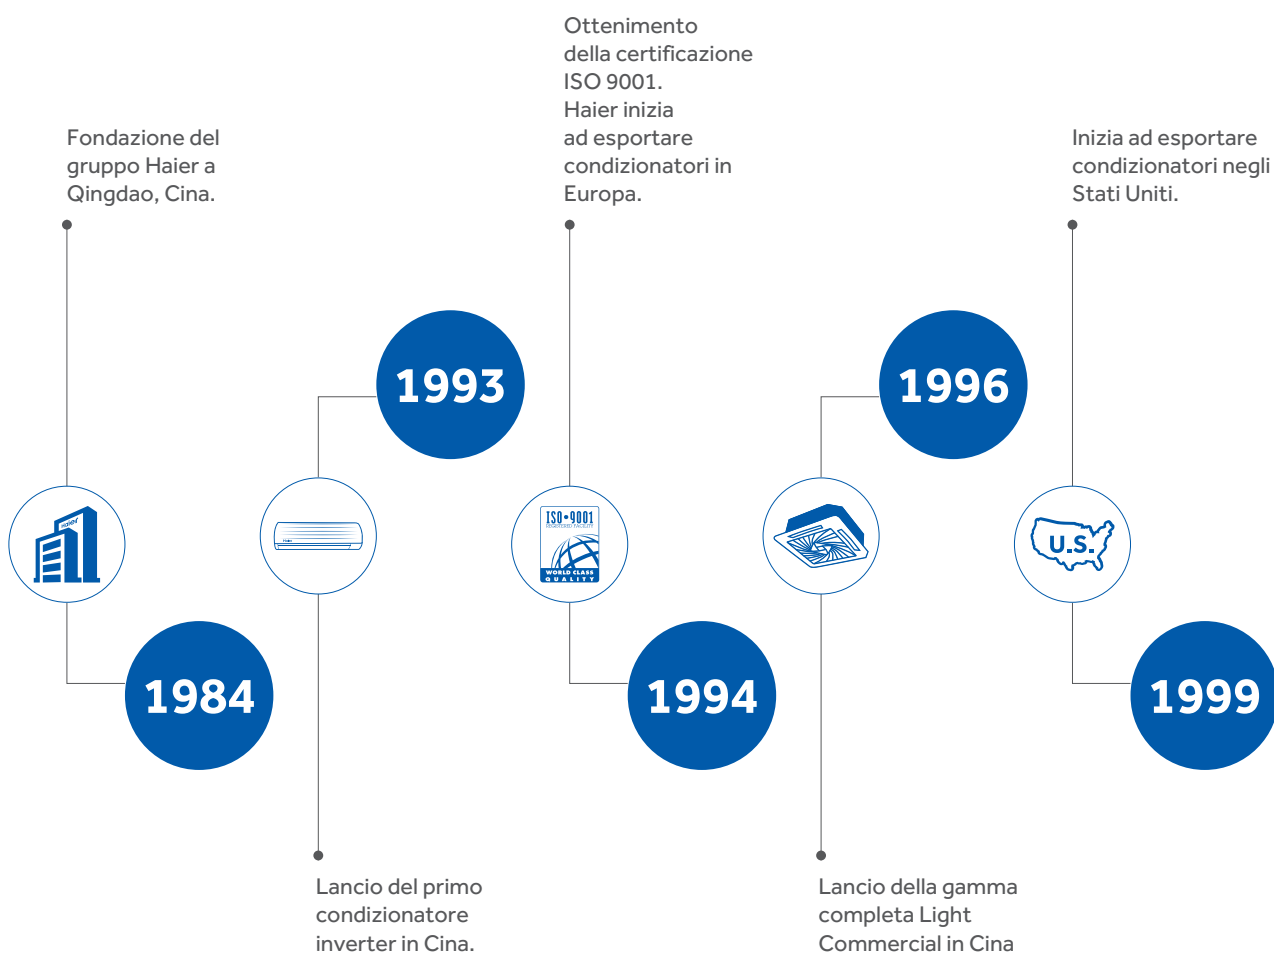 Fondazione del
gruppo Haier a
Qingdao, Cina.
1984
1993
Lancio del primo
condizionatore
inverter in Cina.
Ottenimento
della certificazione
ISO 9001.
Haier inizia
ad esportare
condizionatori in
Europa.
ISO•9001
REGISTERED FACILITY
WORLD CLASS
QUALITY
1994
1996
Lancio della gamma
completa Light
Commercial in Cina
Inizia ad esportare
condizionatori negli
Stati Uniti.
U.S.
1999